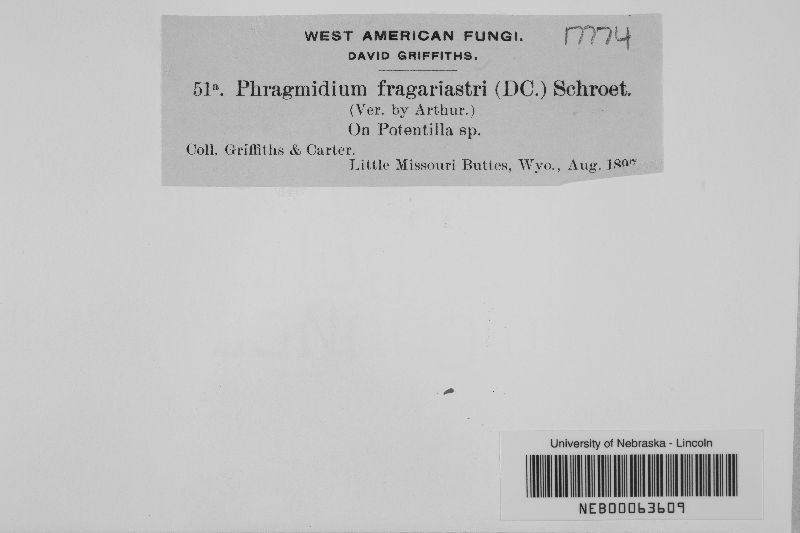 WEST AMERICAN FUNGI.
DAVID GRIFFITHS.
51ª. Phragmidium fragariastri (DC.) Schroet.
(Ver. by Arthur.)
On Potentilla sp.
Coll. Griffiths & Carter.
Little Missouri Buttes, Wyo., Aug.
University of Nebraska - Lincoln
NEB00063609